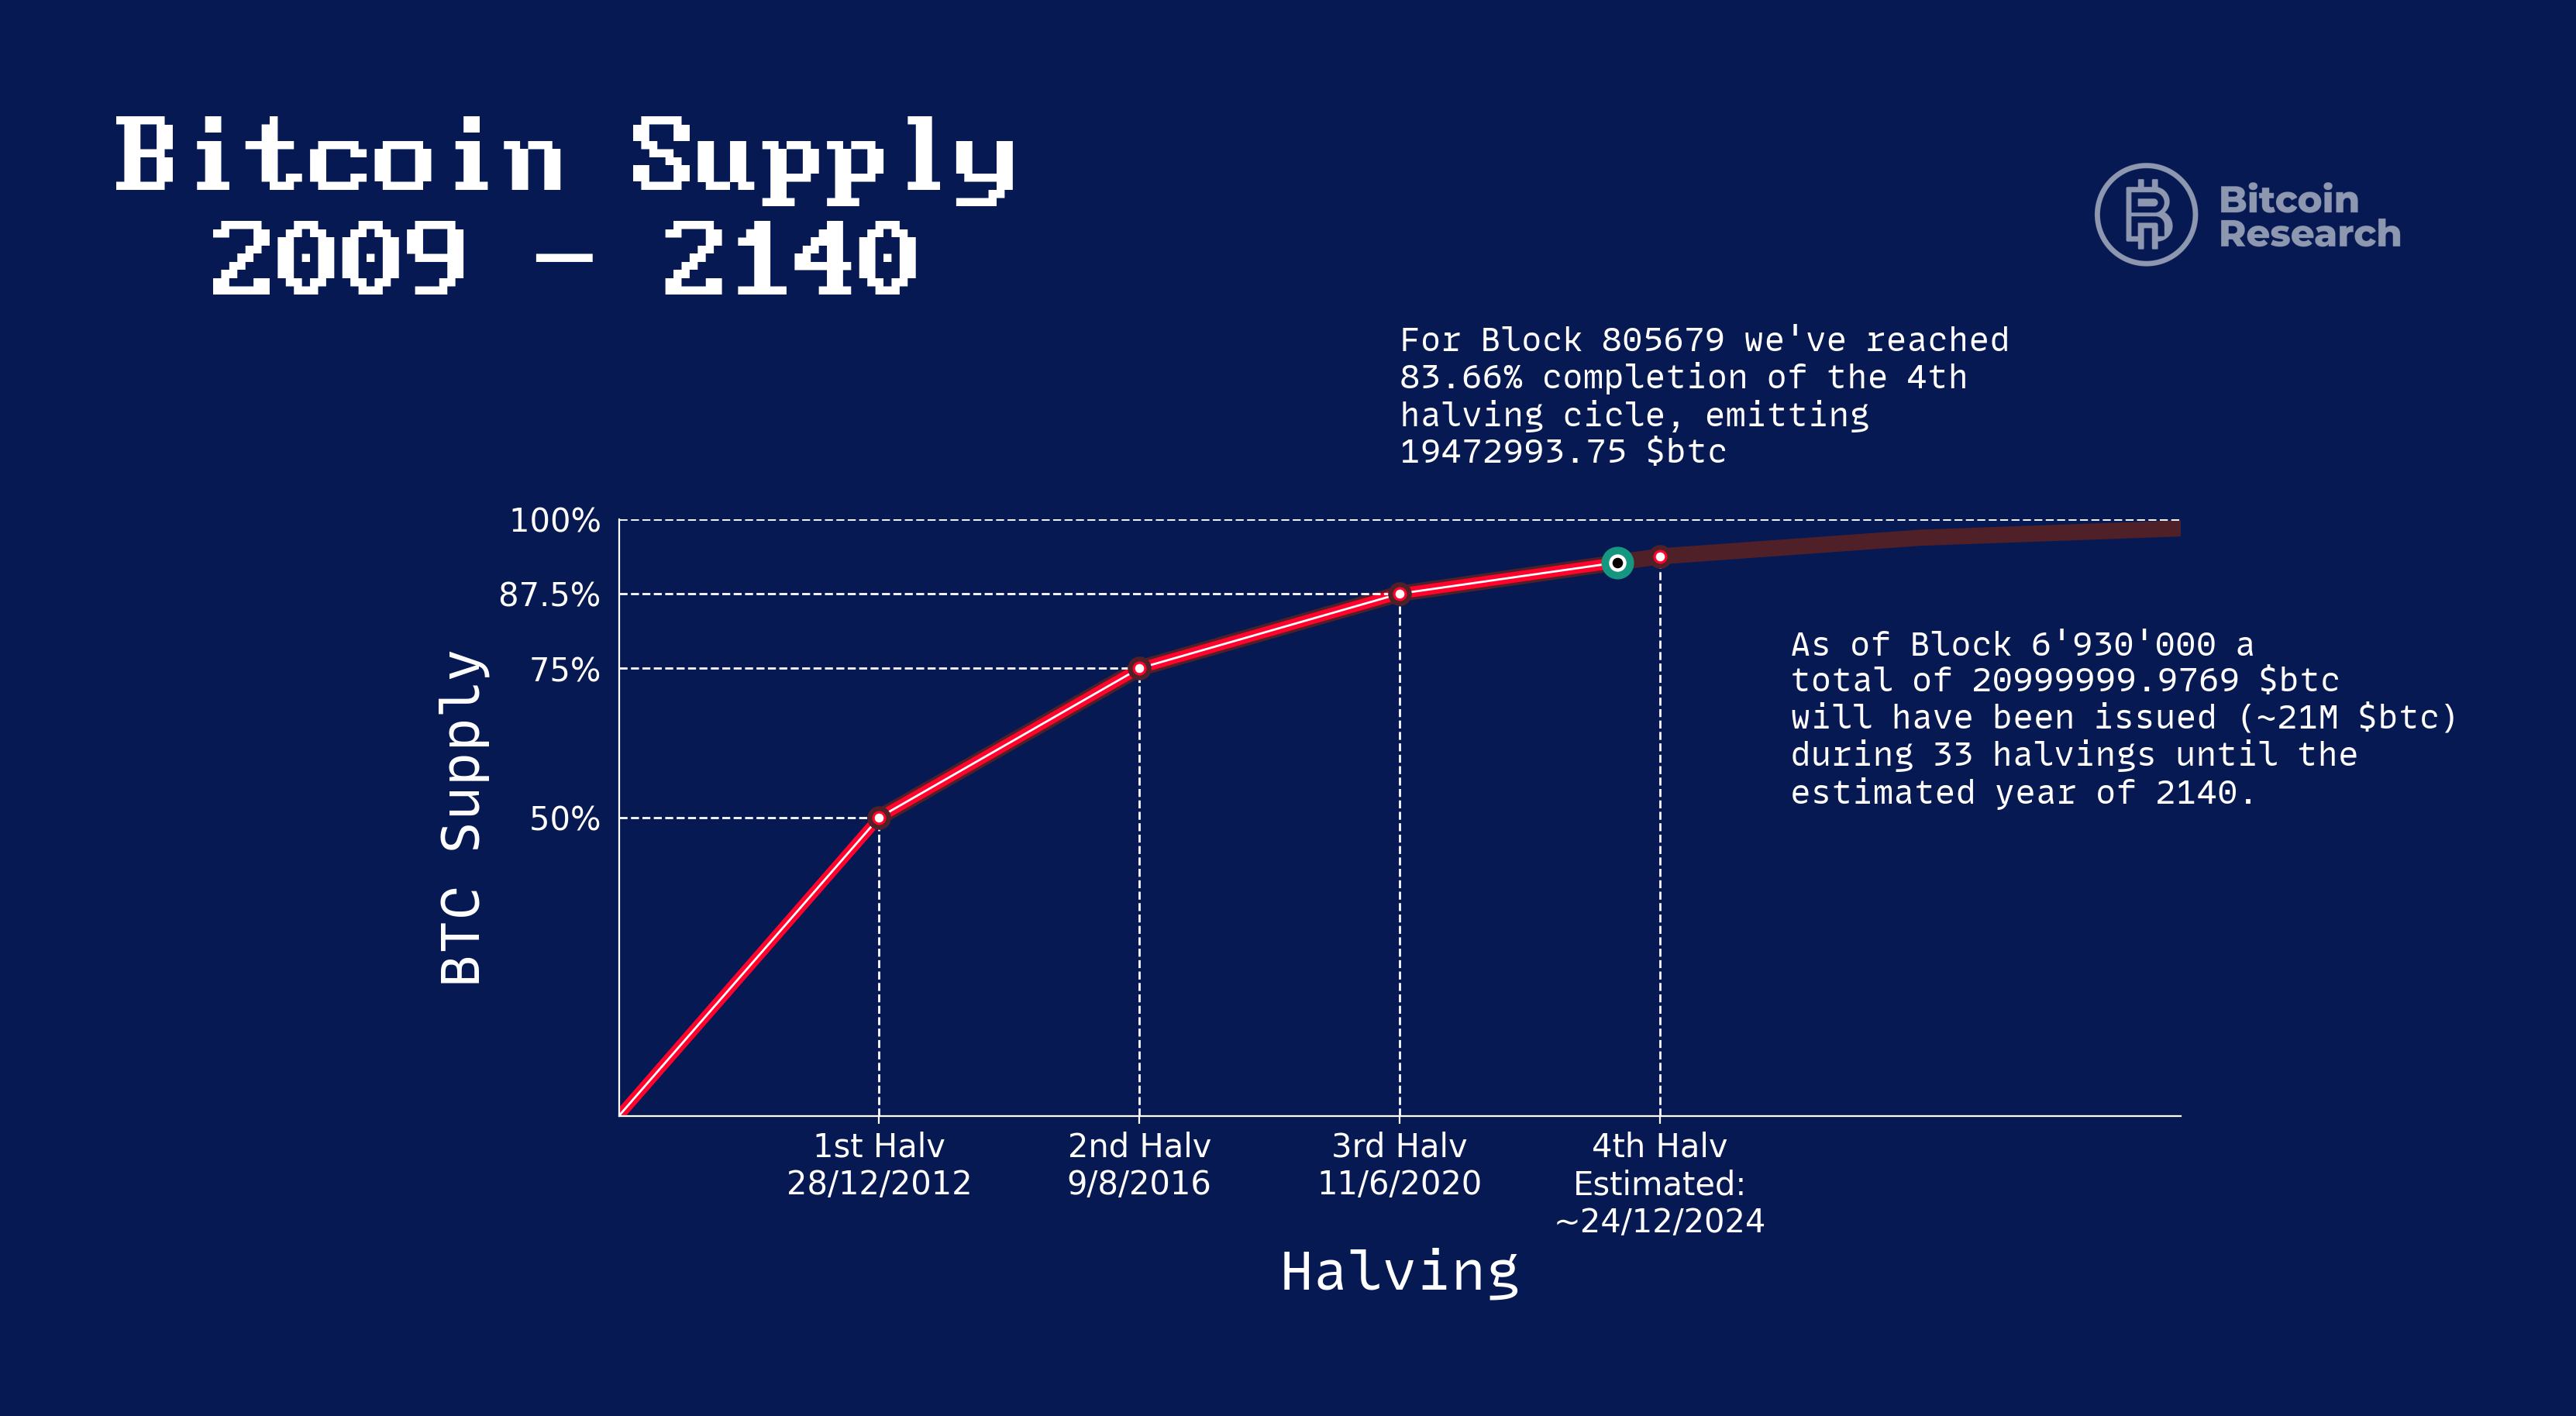 Bitcoin Supply
2009 — 2140
Bitcoin
Research
For Block 805679 we've reached
83.66% completion of the 4th
halving cicle, emitting
19472993.75 $btc
100%
87.5%
75%
50%
BTC Supply
As of Block 6'930'000 a
total of 20999999.9769 $btc
will have been issued (~21M $btc)
during 33 halvings until the
estimated year of 2140.
1st Halv
28/12/2012
2nd Halv
9/8/2016
3rd Halv
11/6/2020
4th Halv
Estimated:
~24/12/2024
Halving